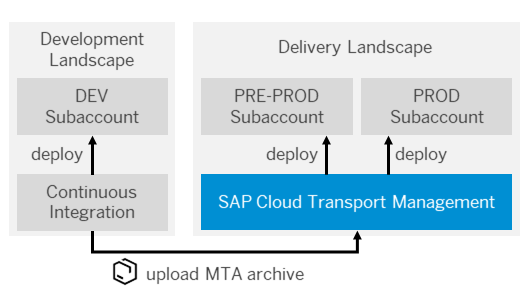 Development
Landscape
DEV
Subaccount
deploy
Continuous
Integration
Delivery Landscape
PRE-PROD
Subaccount
PROD
Subaccount
deploy
deploy
SAP Cloud Transport Management
upload MTA archive